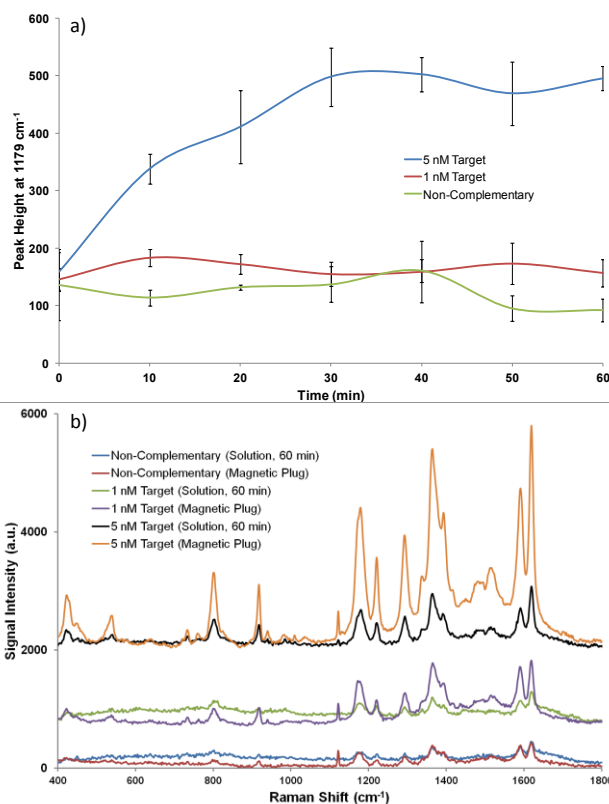 a)
Peak Height at 1179 cm-1
600
500
400
300
200
100
0
5 nM Target
1 nM Target
Non-Complementary
0 10 20 30 40 50 60
Time (min)
b)
Signal Intensity (a.u.)
6000
4000
2000
0
Non-Complementary (Solution, 60 min)
Non-Complementary (Magnetic Plug)
1 nM Target (Solution, 60 min)
1 nM Target (Magnetic Plug)
5 nM Target (Solution, 60 min)
5 nM Target (Magnetic Plug)
400 600 800 1000 1200 1400 1600 1800
Raman Shift (cm-1)